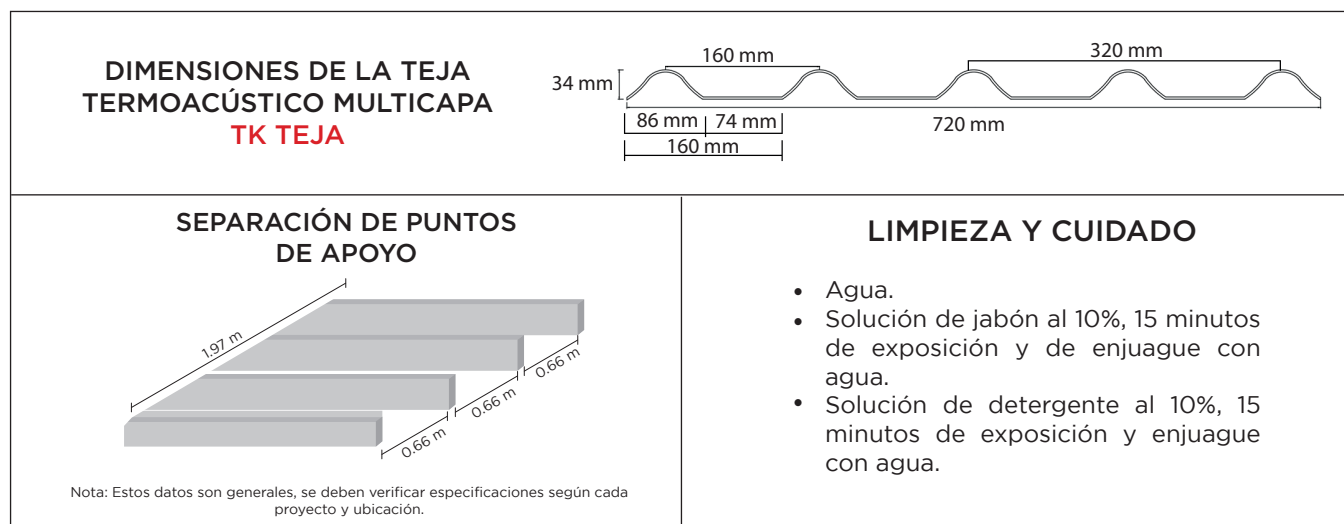 DIMENSIONES DE LA TEJA
TERMOACÚSTICO MULTICAPA
TK TEJA
160 mm
320 mm
34 mm
86 mm
74 mm
720 mm
160 mm
SEPARACIÓN DE PUNTOS
DE APOYO
1.97 m
0.66 m
0.66 m
0.66 m
Nota: Estos datos son generales, se deben verificar especificaciones según cada
proyecto y ubicación.
LIMPIEZA Y CUIDADO
• Agua.
• Solución de jabón al 10%, 15 minutos
de exposición y de enjuague con
agua.
• Solución de detergente al 10%, 15
minutos de exposición y enjuague
con agua.